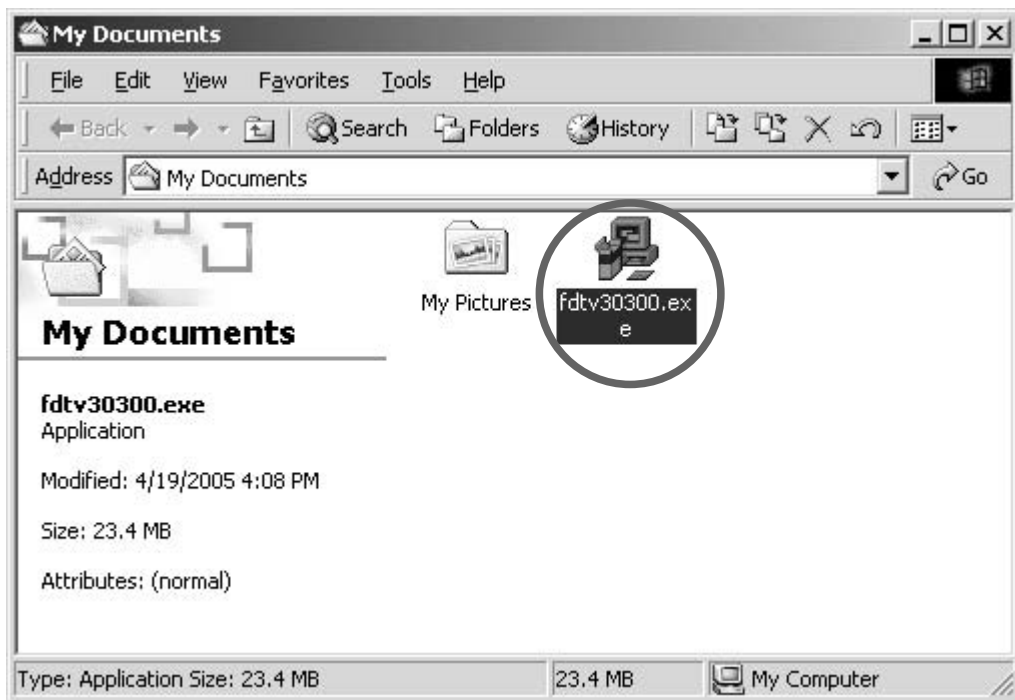 My Documents
File Edit View Favorites Tools Help
Back Search Folders History
Address My Documents Go
My Pictures
fdtv30300.ex
e
My Documents
fdtv30300.exe
Application
Modified: 4/19/2005 4:08 PM
Size: 23.4 MB
Attributes: (normal)
Type: Application Size: 23.4 MB 23.4 MB My Computer